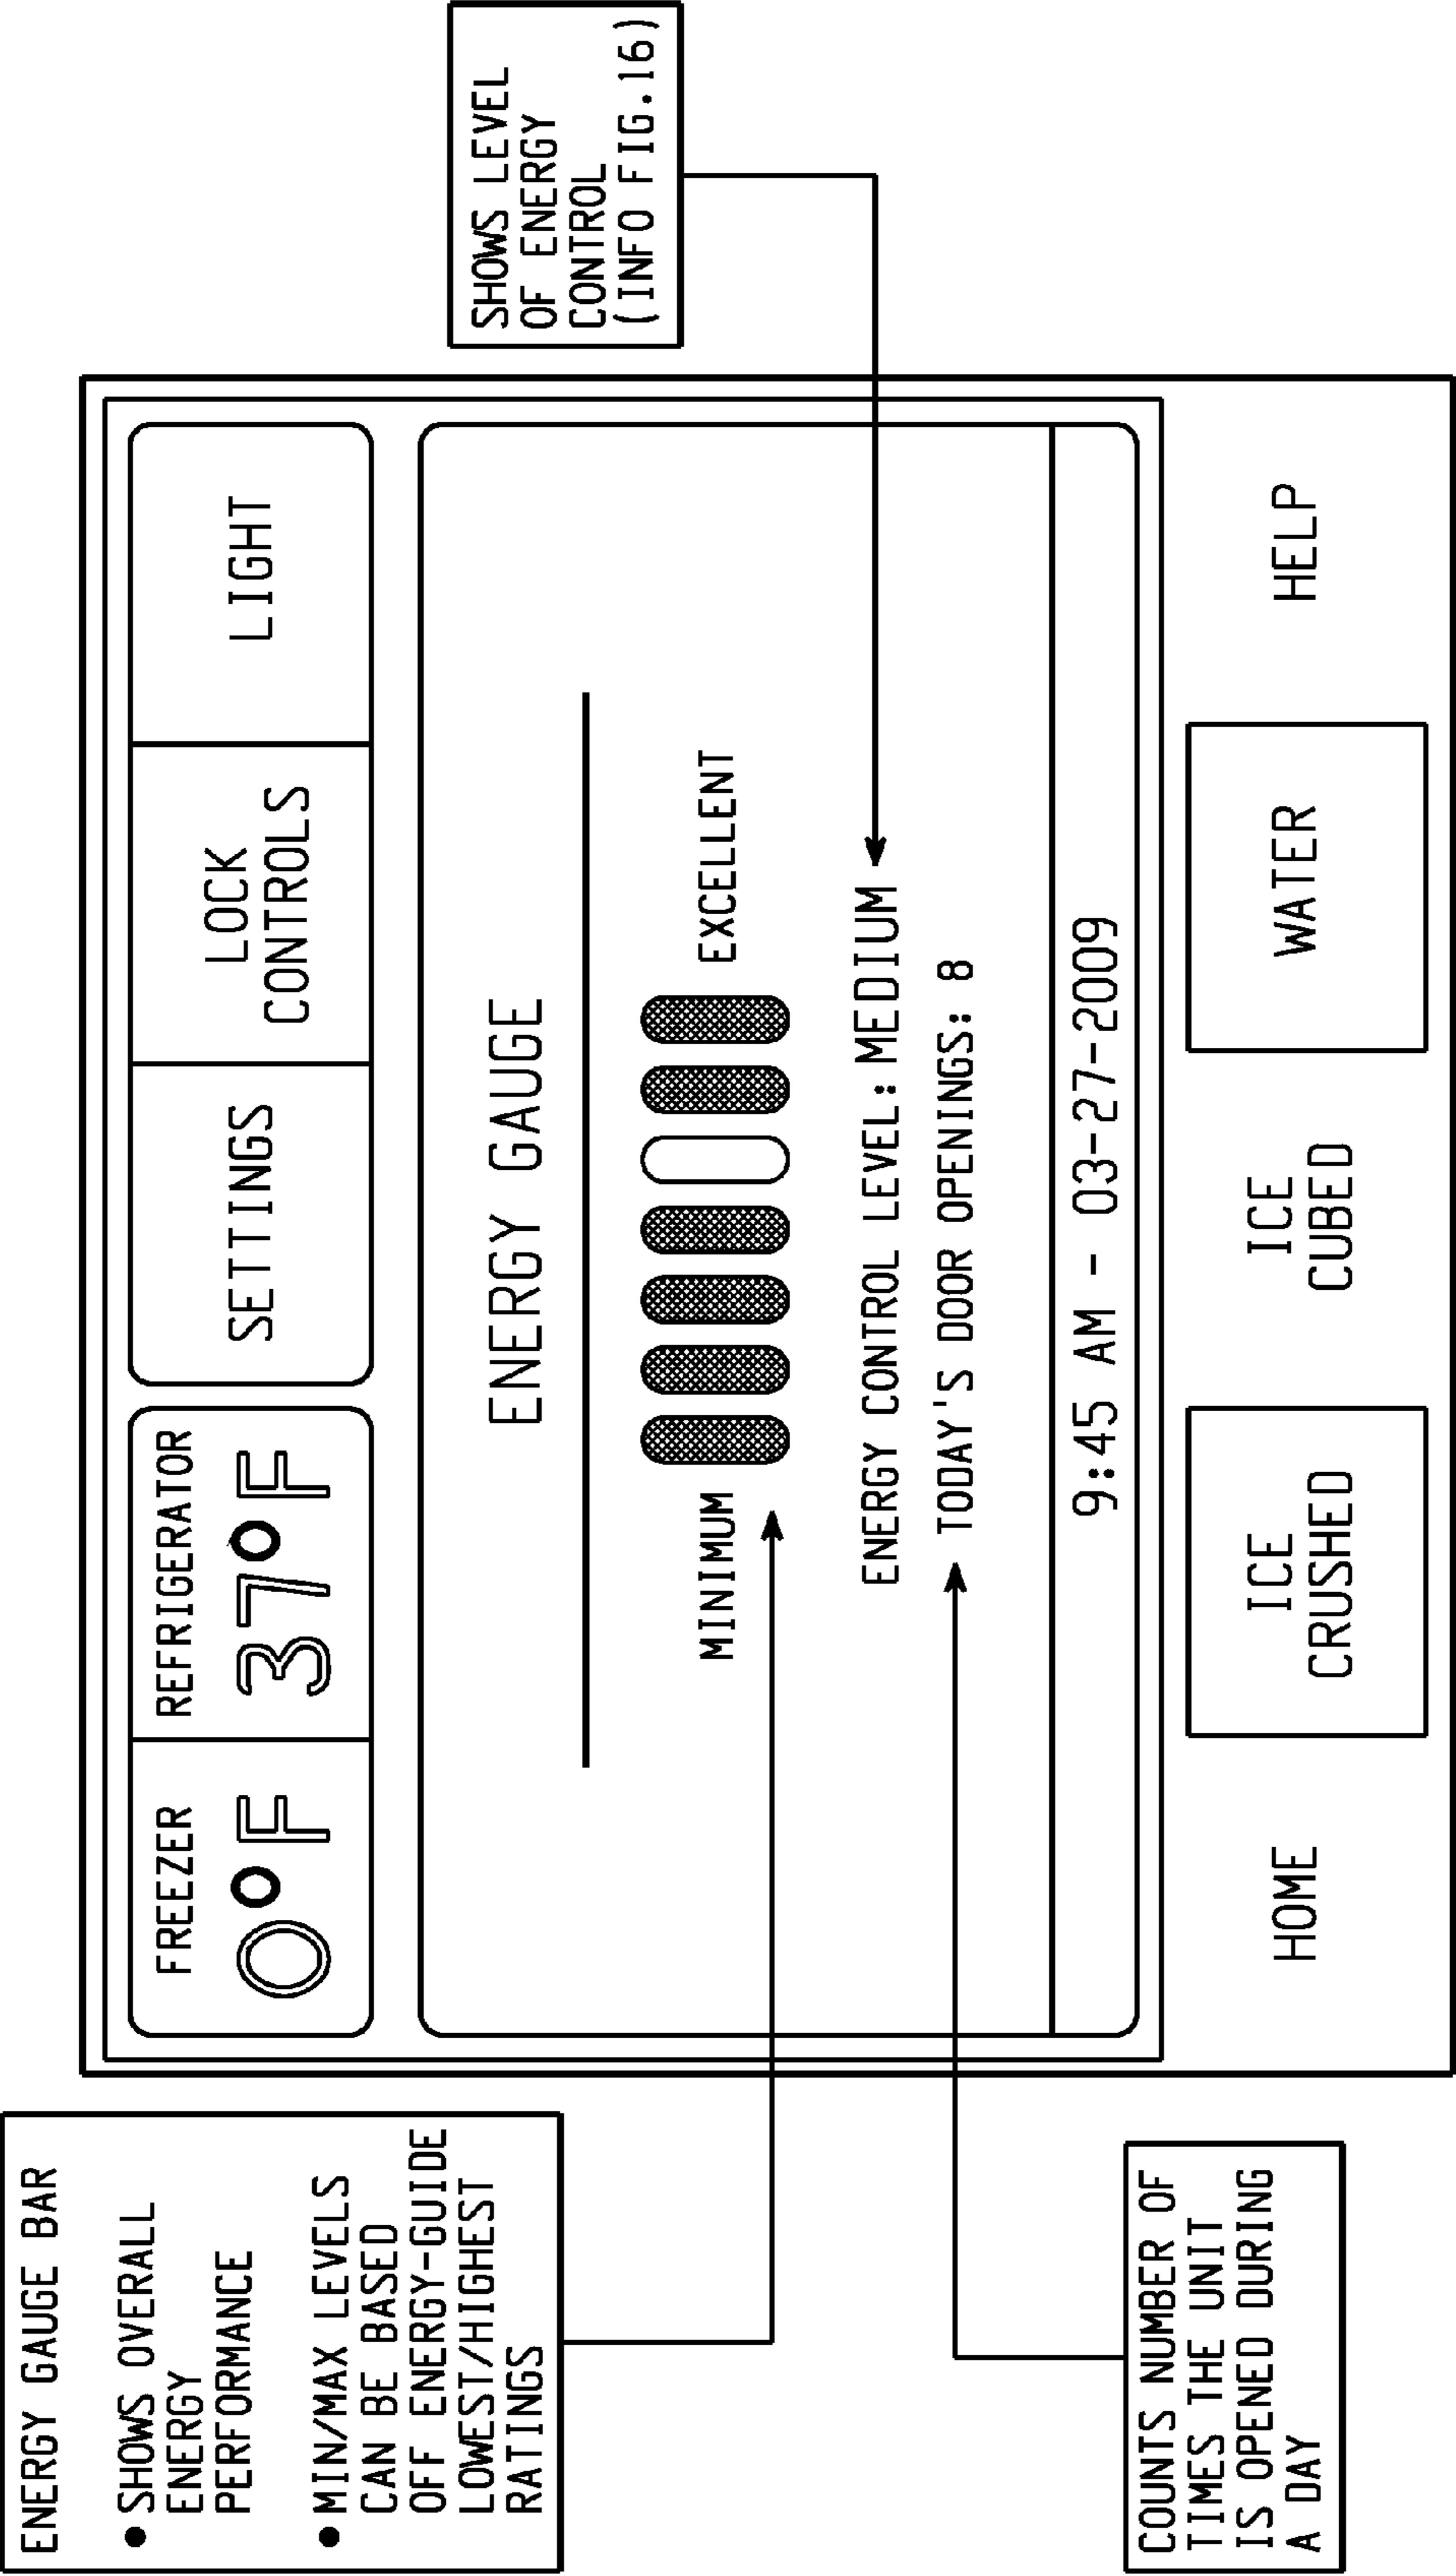 ENERGY GAUGE BAR
• SHOWS OVERALL
ENERGY
PERFORMANCE
• MIN/MAX LEVELS
CAN BE BASED
OFF ENERGY-GUIDE
LOWEST/HIGHEST
RATINGS
COUNTS NUMBER OF
TIMES THE UNIT
IS OPENED DURING
A DAY
FREEZER
0°F
REFRIGERATOR
37°F
SETTINGS
LOCK
CONTROLS
LIGHT
ENERGY GAUGE
MINIMUM
EXCELLENT
ENERGY CONTROL LEVEL: MEDIUM
TODAY'S DOOR OPENINGS: 8
9:45 AM - 03-27-2009
HOME
ICE
CRUSHED
ICE
CUBED
WATER
HELP
SHOWS LEVEL
OF ENERGY
CONTROL
(INFO FIG.16)